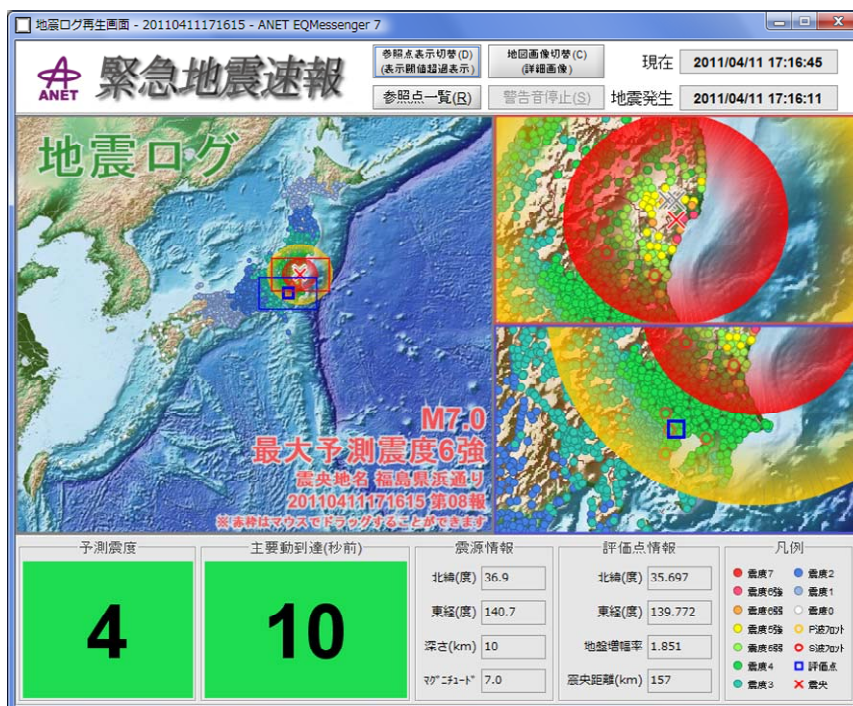 地震ログ再生画面 - 20110411171615 - ANET EQMessenger 7
ANET
緊急地震速報
参照点表示切替(D)
(表示閾値超過表示)
地図画像切替(C)
(詳細画像)
現在 2011/04/11 17:16:45
参照点一覧(R)
警告音停止(S)
地震発生 2011/04/11 17:16:11
地震ログ
M7.0
最大予測震度6強
震央地名 福島県浜通り
20110411171615 第08報
※赤枠はマウスでドラッグすることができます
予測震度
4
主要動到達(秒前)
10
震源情報
北緯(度) 36.9
東経(度) 140.7
深さ(km) 10
マグニチュード 7.0
評価点情報
北緯(度) 35.697
東経(度) 139.772
地盤増幅率 1.851
震央距離(km) 157
凡例
震度7 震度2
震度6強 震度1
震度6弱 震度0
震度5強 P波フロント
震度6弱 S波フロント
震度4 評価点
震度3 震央